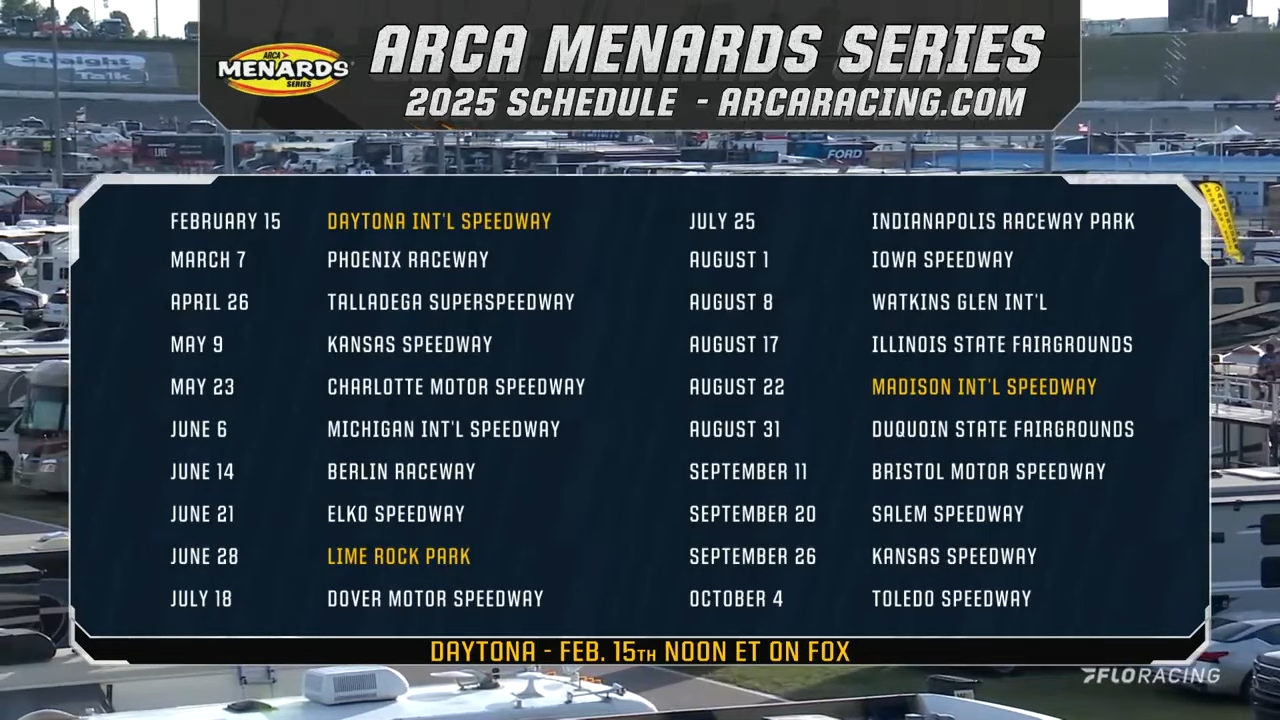 ARCA MENARDS SERIES
ARCA
MENARDS
SERIES
2025 SCHEDULE - ARCARACING.COM
Straight
Talk
LIVE
FORD
FEBRUARY 15 DAYTONA INT'L SPEEDWAY
MARCH 7 PHOENIX RACEWAY
APRIL 26 TALLADEGA SUPERSPEEDWAY
MAY 9 KANSAS SPEEDWAY
MAY 23 CHARLOTTE MOTOR SPEEDWAY
JUNE 6 MICHIGAN INT'L SPEEDWAY
JUNE 14 BERLIN RACEWAY
JUNE 21 ELKO SPEEDWAY
JUNE 28 LIME ROCK PARK
JULY 18 DOVER MOTOR SPEEDWAY
JULY 25 INDIANAPOLIS RACEWAY PARK
AUGUST 1 IOWA SPEEDWAY
AUGUST 8 WATKINS GLEN INT'L
AUGUST 17 ILLINOIS STATE FAIRGROUNDS
AUGUST 22 MADISON INT'L SPEEDWAY
AUGUST 31 DUQUOIN STATE FAIRGROUNDS
SEPTEMBER 11 BRISTOL MOTOR SPEEDWAY
SEPTEMBER 20 SALEM SPEEDWAY
SEPTEMBER 26 KANSAS SPEEDWAY
OCTOBER 4 TOLEDO SPEEDWAY
DAYTONA - FEB. 15TH NOON ET ON FOX
FLORACING